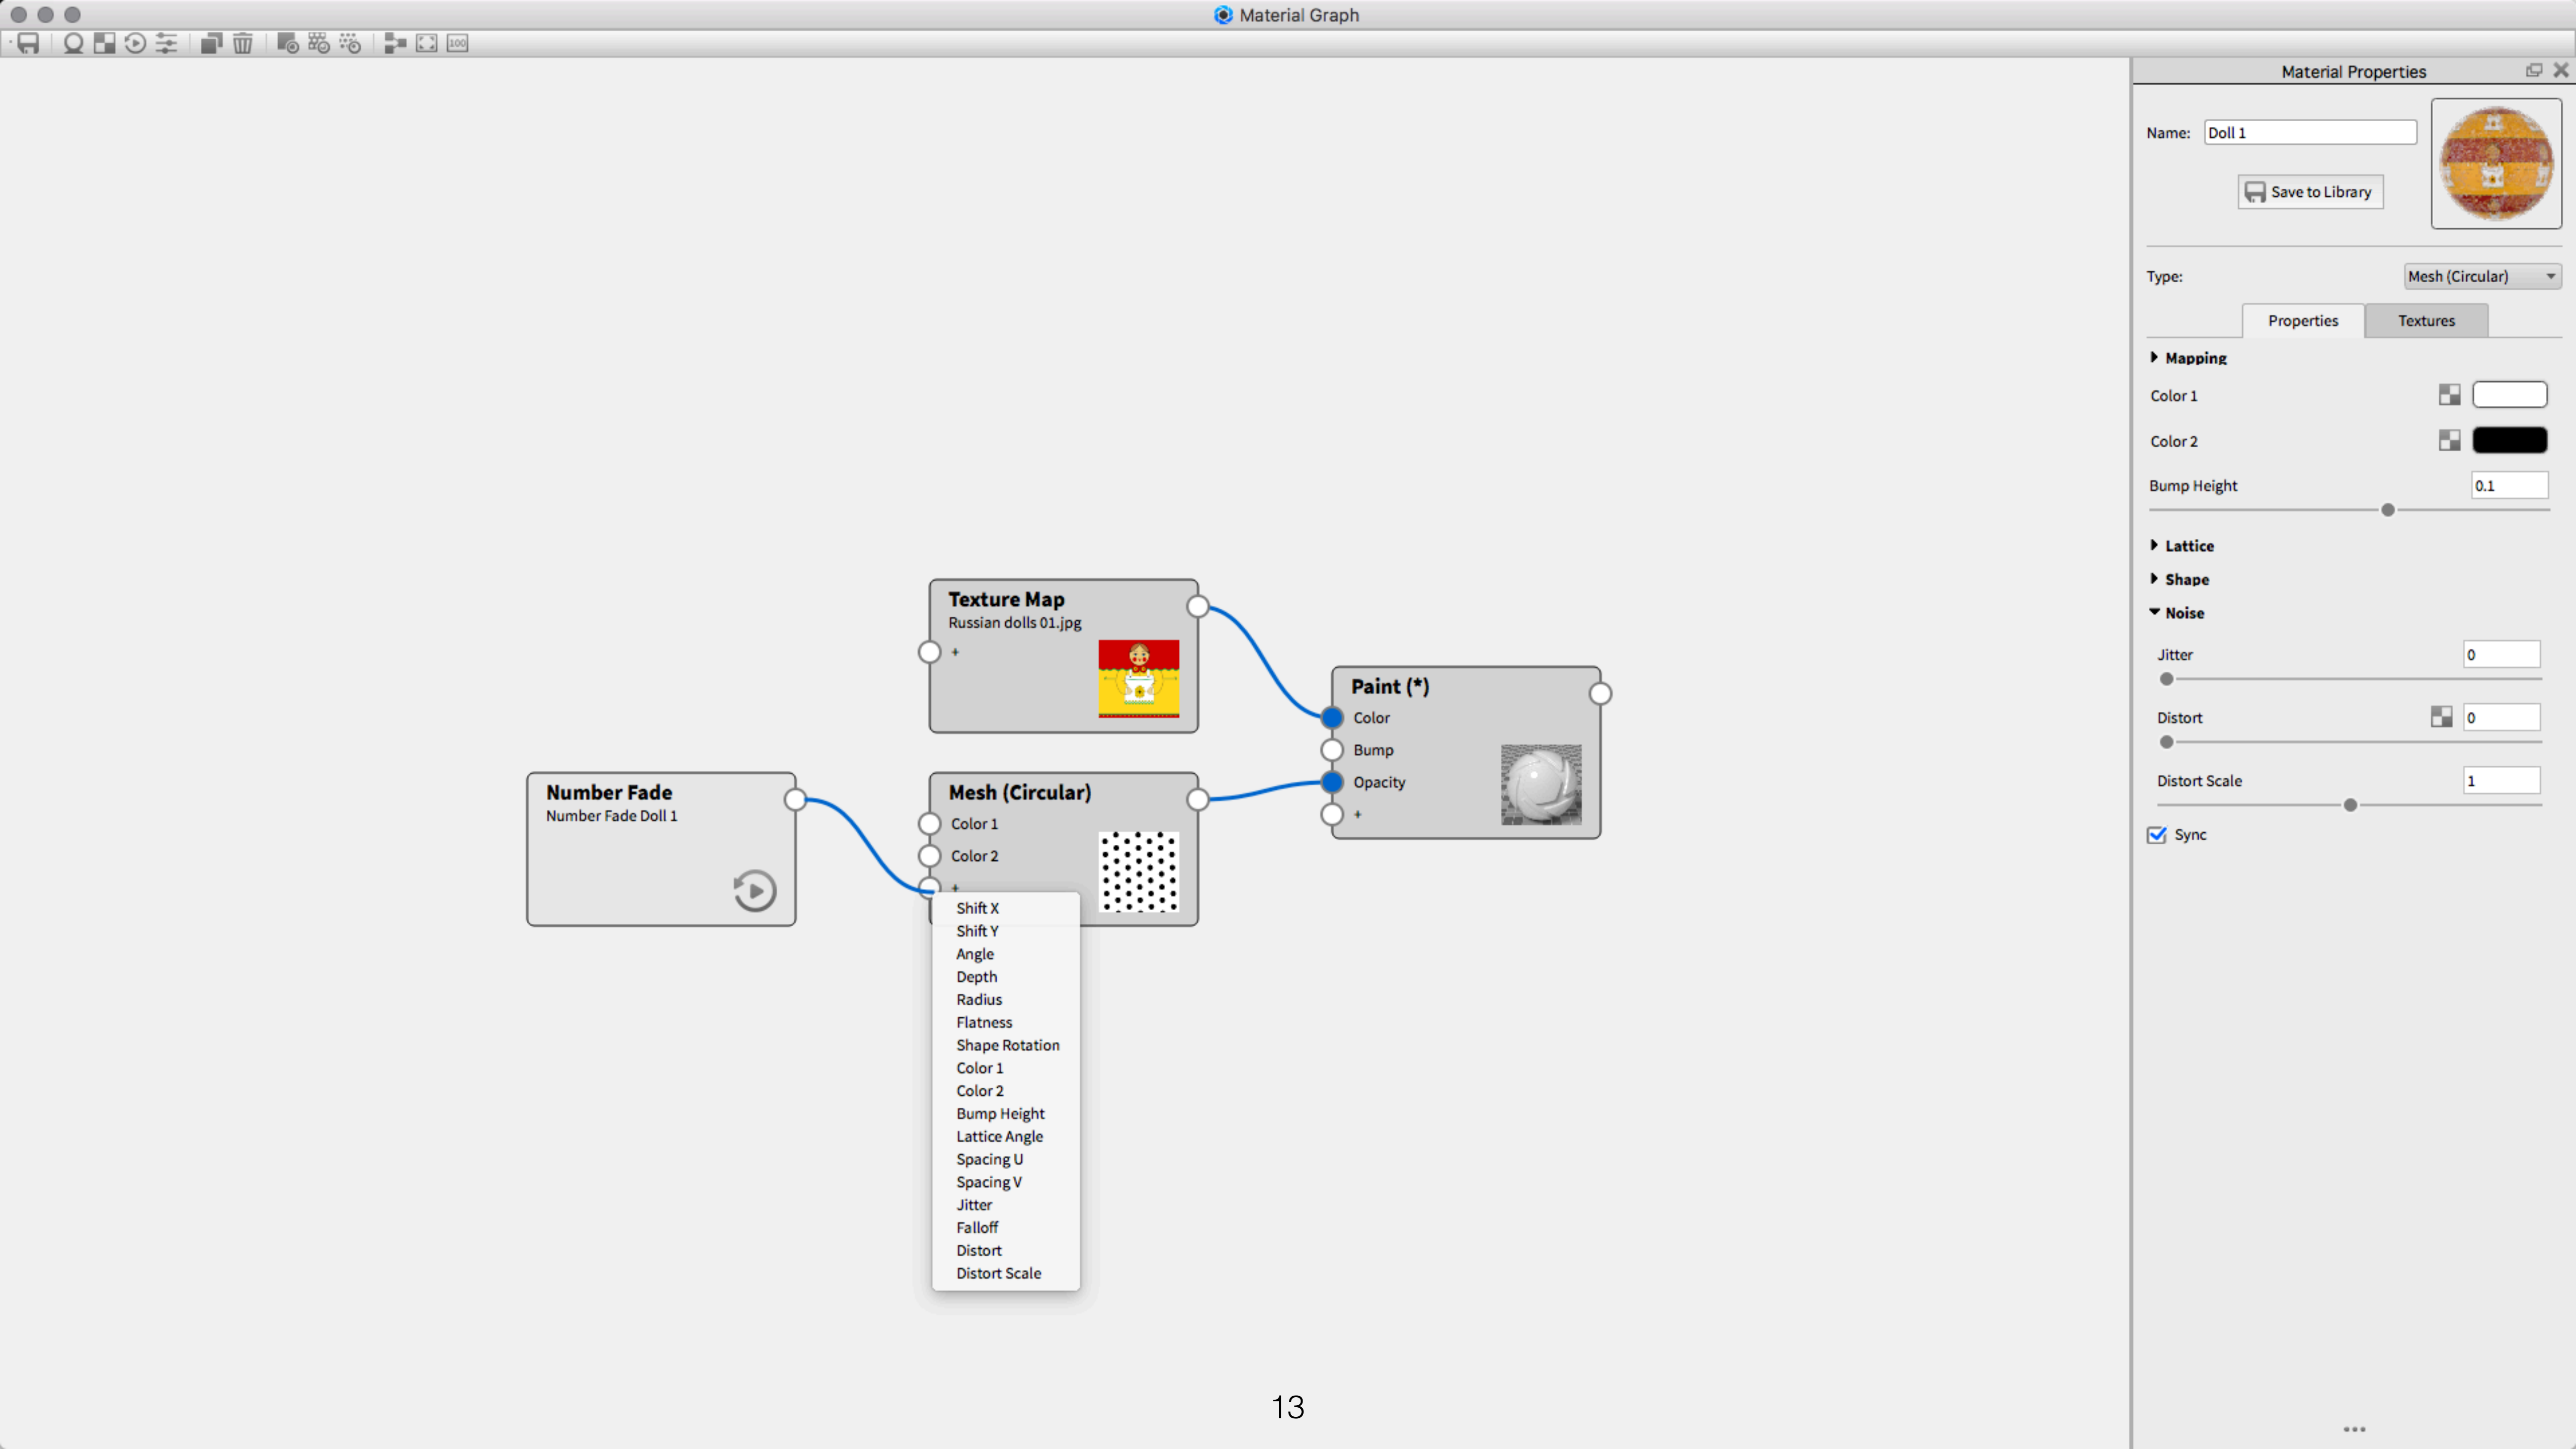 Material Graph
100
Material Properties
Name: Doll 1
Save to Library
Type: Mesh (Circular)
Properties Textures
Mapping
Color 1
Color 2
Bump Height 0.1
Lattice
Shape
Noise
Jitter 0
Distort 0
Distort Scale 1
Sync
Texture Map
Russian dolls 01.jpg
+
Paint (*)
Color
Bump
Opacity
+
Number Fade
Number Fade Doll 1
Mesh (Circular)
Color 1
Color 2
+
Shift X
Shift Y
Angle
Depth
Radius
Flatness
Shape Rotation
Color 1
Color 2
Bump Height
Lattice Angle
Spacing U
Spacing V
Jitter
Falloff
Distort
Distort Scale
13